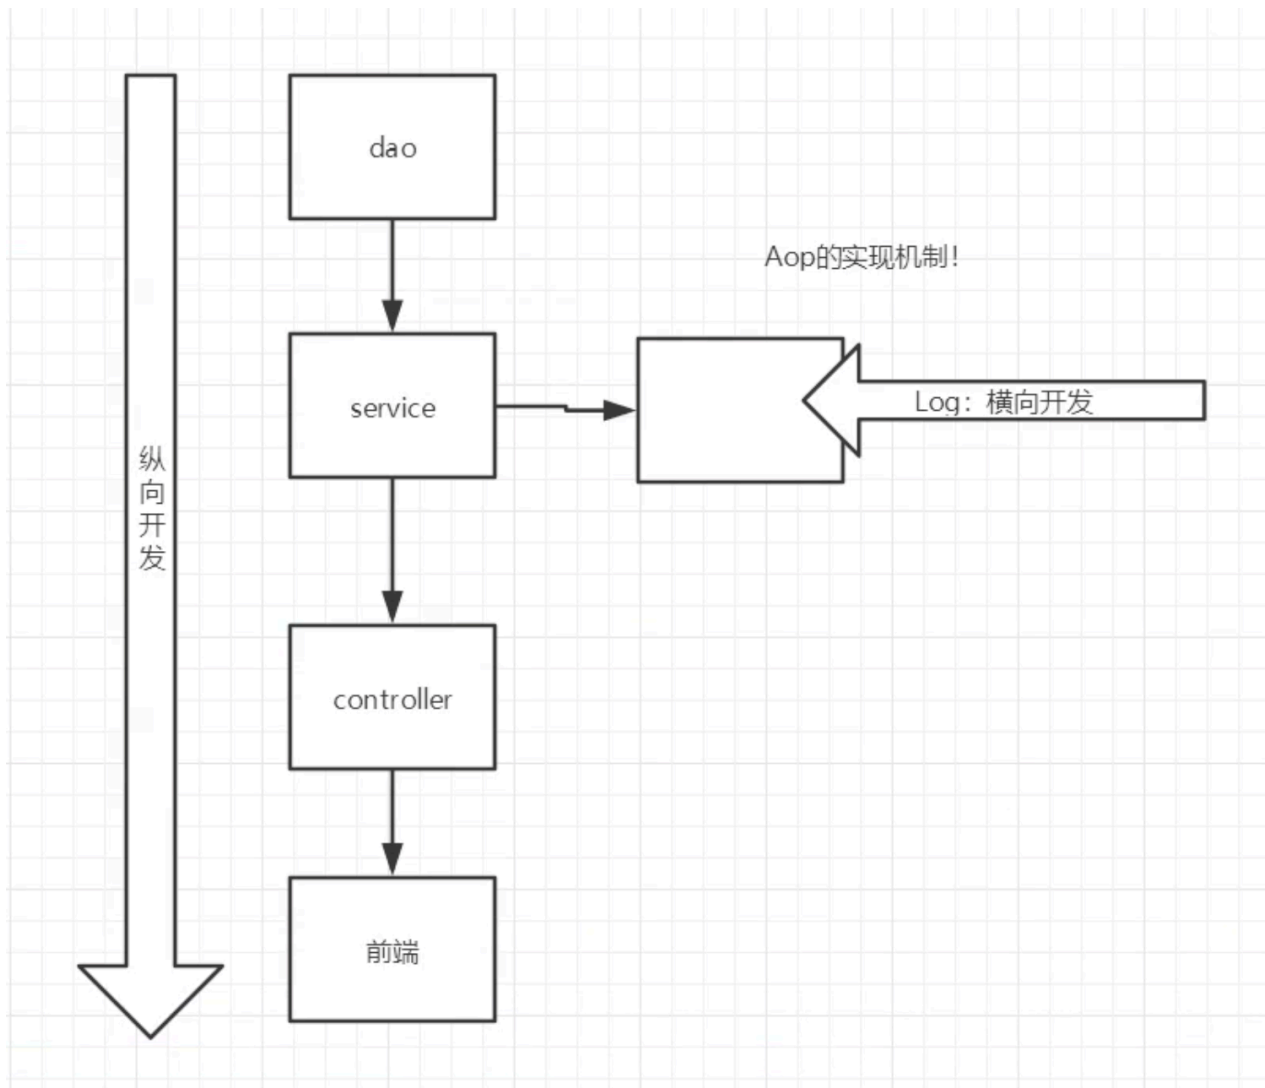 dao
Aop的实现机制!
service
Log：横向开发
纵
向
开
发
controller
前端